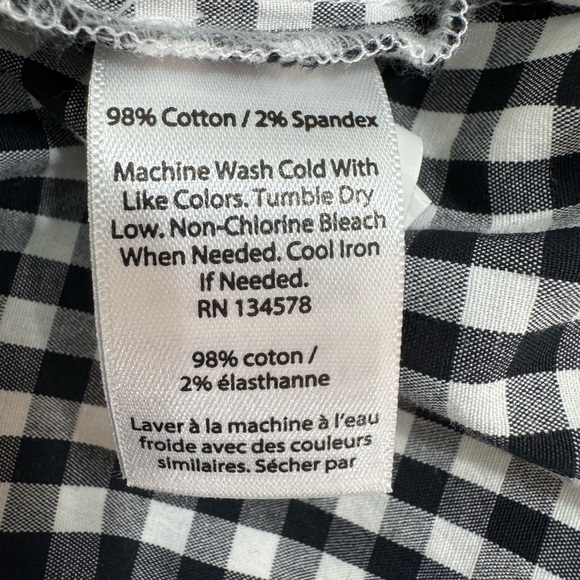 98% Cotton / 2% Spandex
Machine Wash Cold With
Like Colors. Tumble Dry
Low. Non-Chlorine Bleach
When Needed. Cool Iron
If Needed.
RN 134578
98% coton /
2% élasthanne
Laver à la machine à l'eau
froide avec des couleurs
similaires. Sécher par